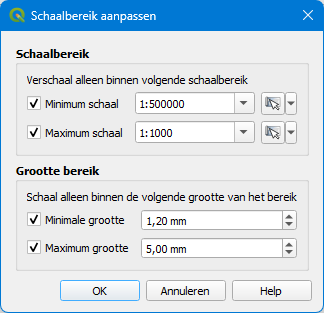 Schaalbereik aanpassen
Schaalbereik
Verschaal alleen binnen volgende schaalbereik
Minimum schaal 1:500000
Maximum schaal 1:1000
Grootte bereik
Schaal alleen binnen de volgende grootte van het bereik
Minimale grootte 1,20 mm
Maximum grootte 5,00 mm
OK Annuleren Help